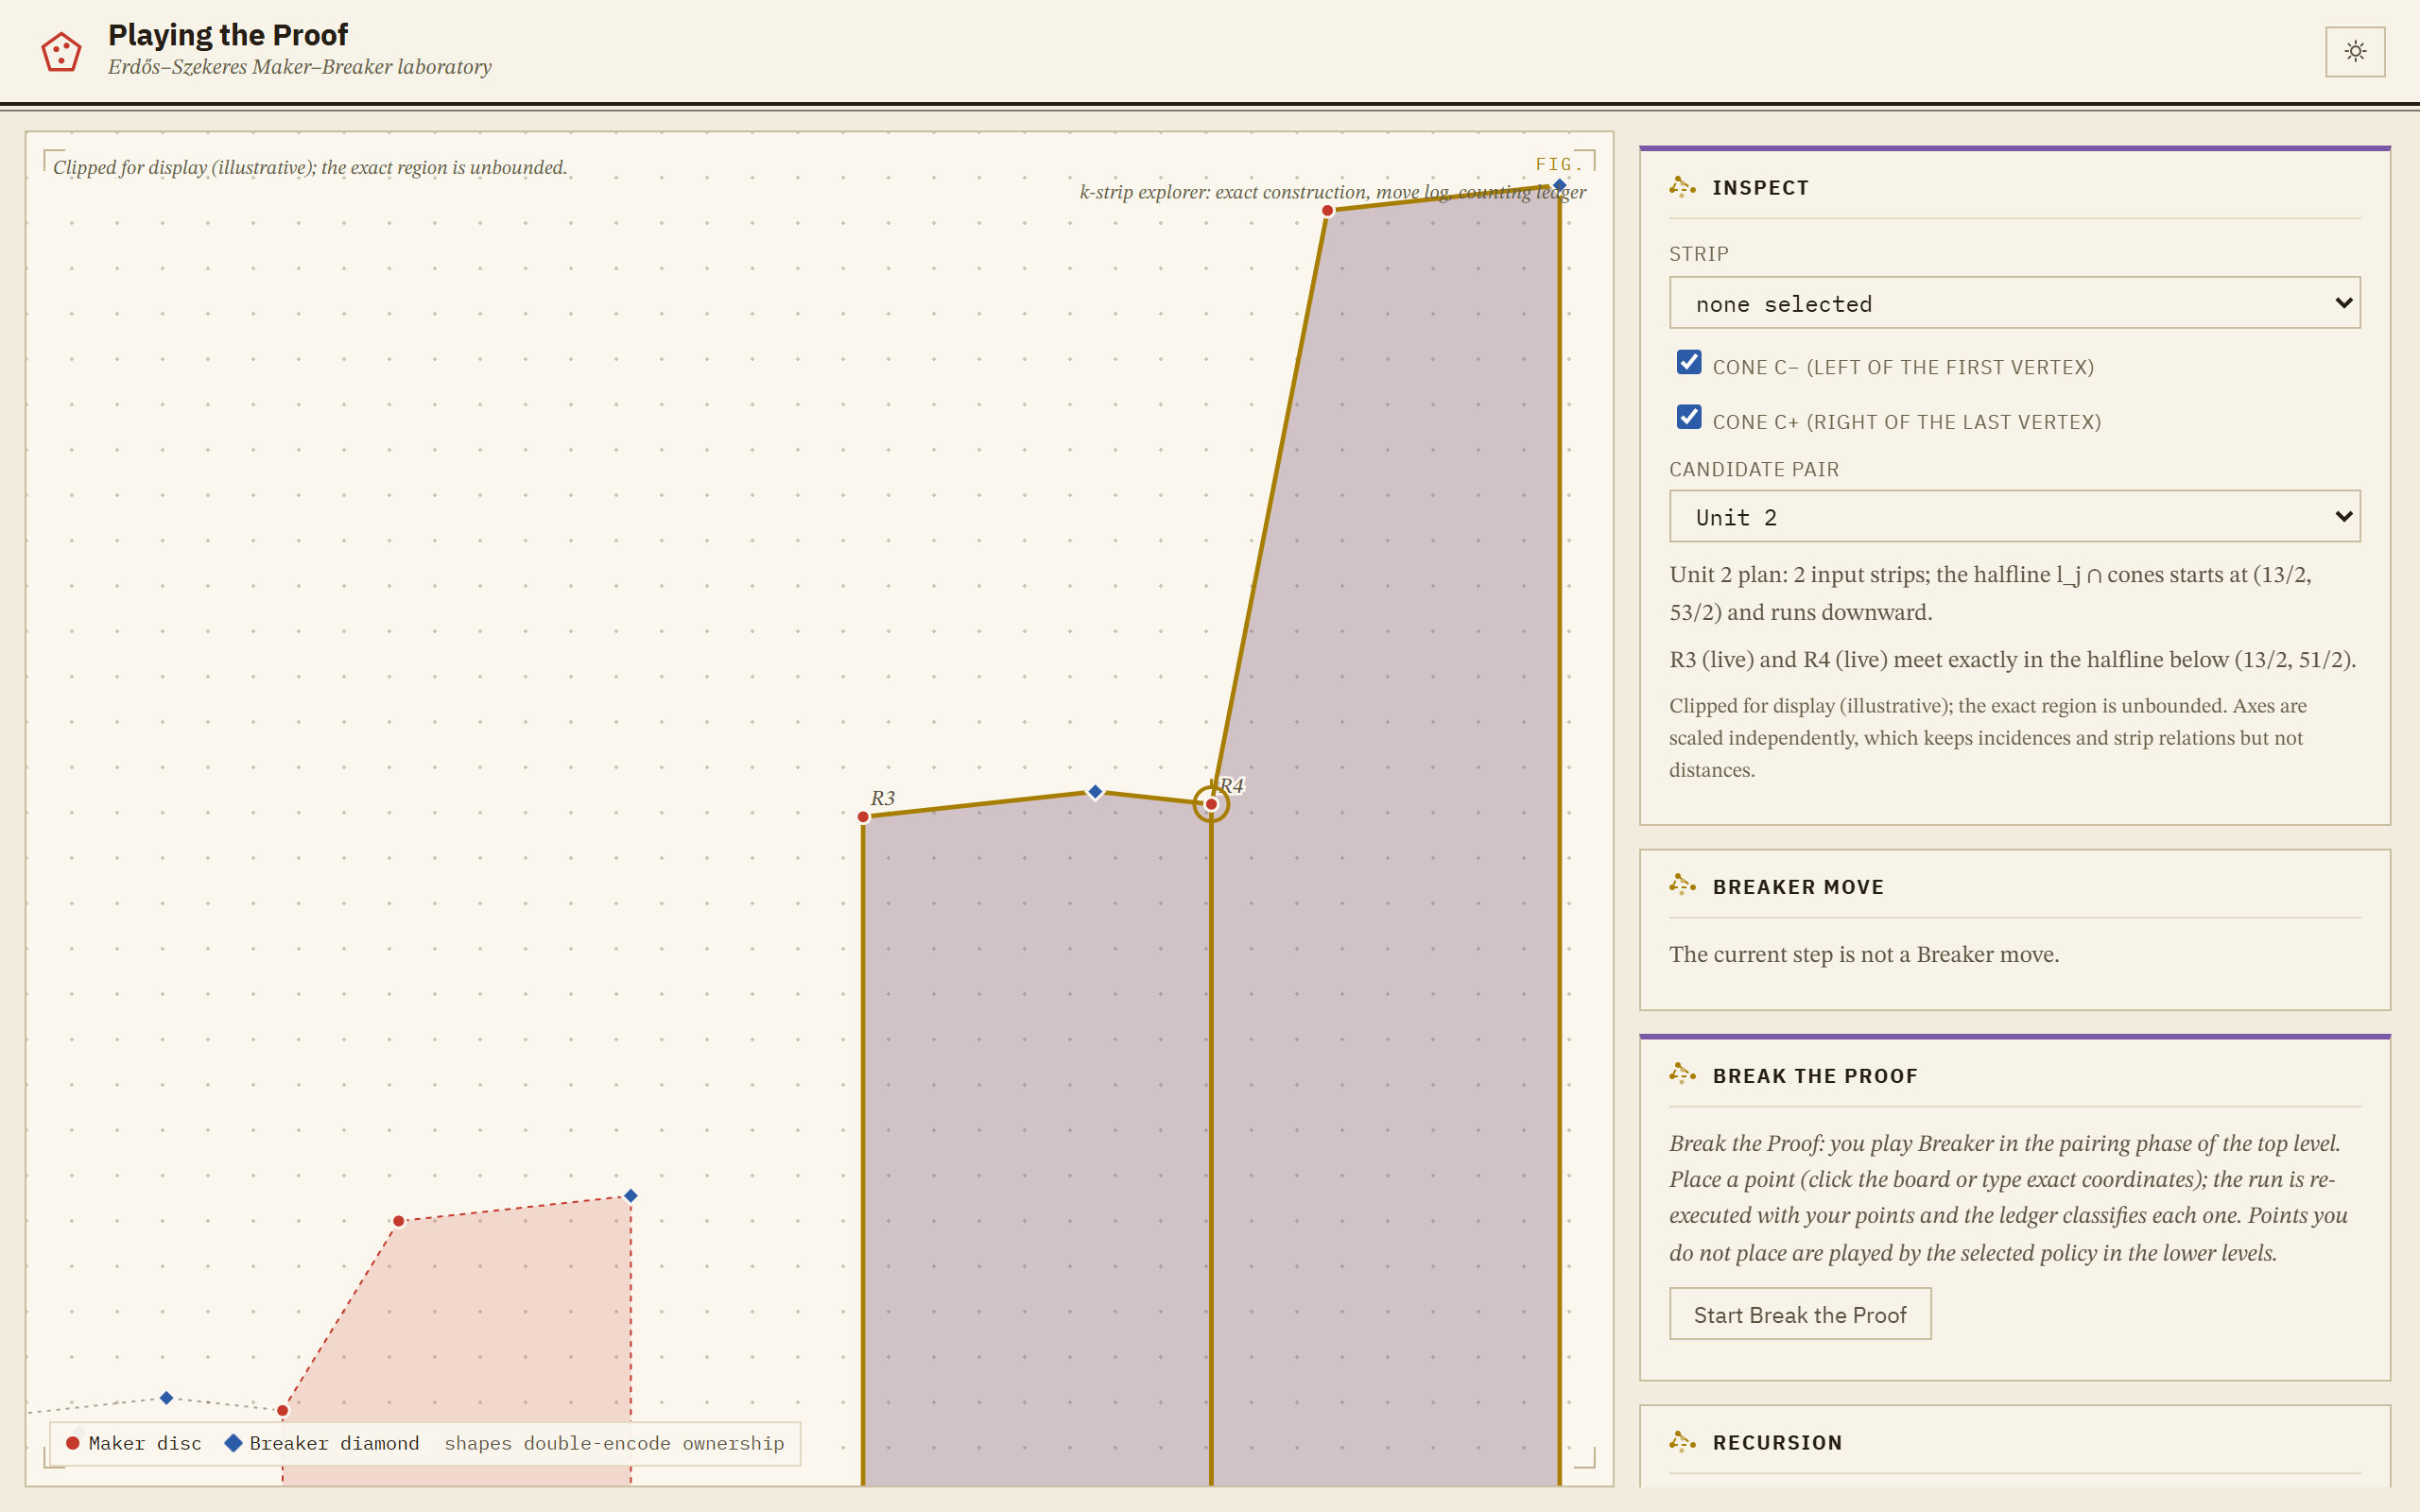 Playing the Proof
Erdős–Szekeres Maker–Breaker laboratory
Clipped for display (illustrative); the exact region is unbounded.
FIG.
k-strip explorer: exact construction, move log, counting ledger
R3
R4
Maker disc
Breaker diamond
shapes double-encode ownership
INSPECT
STRIP
none selected
CONE C− (LEFT OF THE FIRST VERTEX)
CONE C+ (RIGHT OF THE LAST VERTEX)
CANDIDATE PAIR
Unit 2
Unit 2 plan: 2 input strips; the halfline l_j ∩ cones starts at (13/2,
53/2) and runs downward.
R3 (live) and R4 (live) meet exactly in the halfline below (13/2, 51/2).
Clipped for display (illustrative); the exact region is unbounded. Axes are
scaled independently, which keeps incidences and strip relations but not
distances.
BREAKER MOVE
The current step is not a Breaker move.
BREAK THE PROOF
Break the Proof: you play Breaker in the pairing phase of the top level.
Place a point (click the board or type exact coordinates); the run is re-
executed with your points and the ledger classifies each one. Points you
do not place are played by the selected policy in the lower levels.
Start Break the Proof
RECURSION